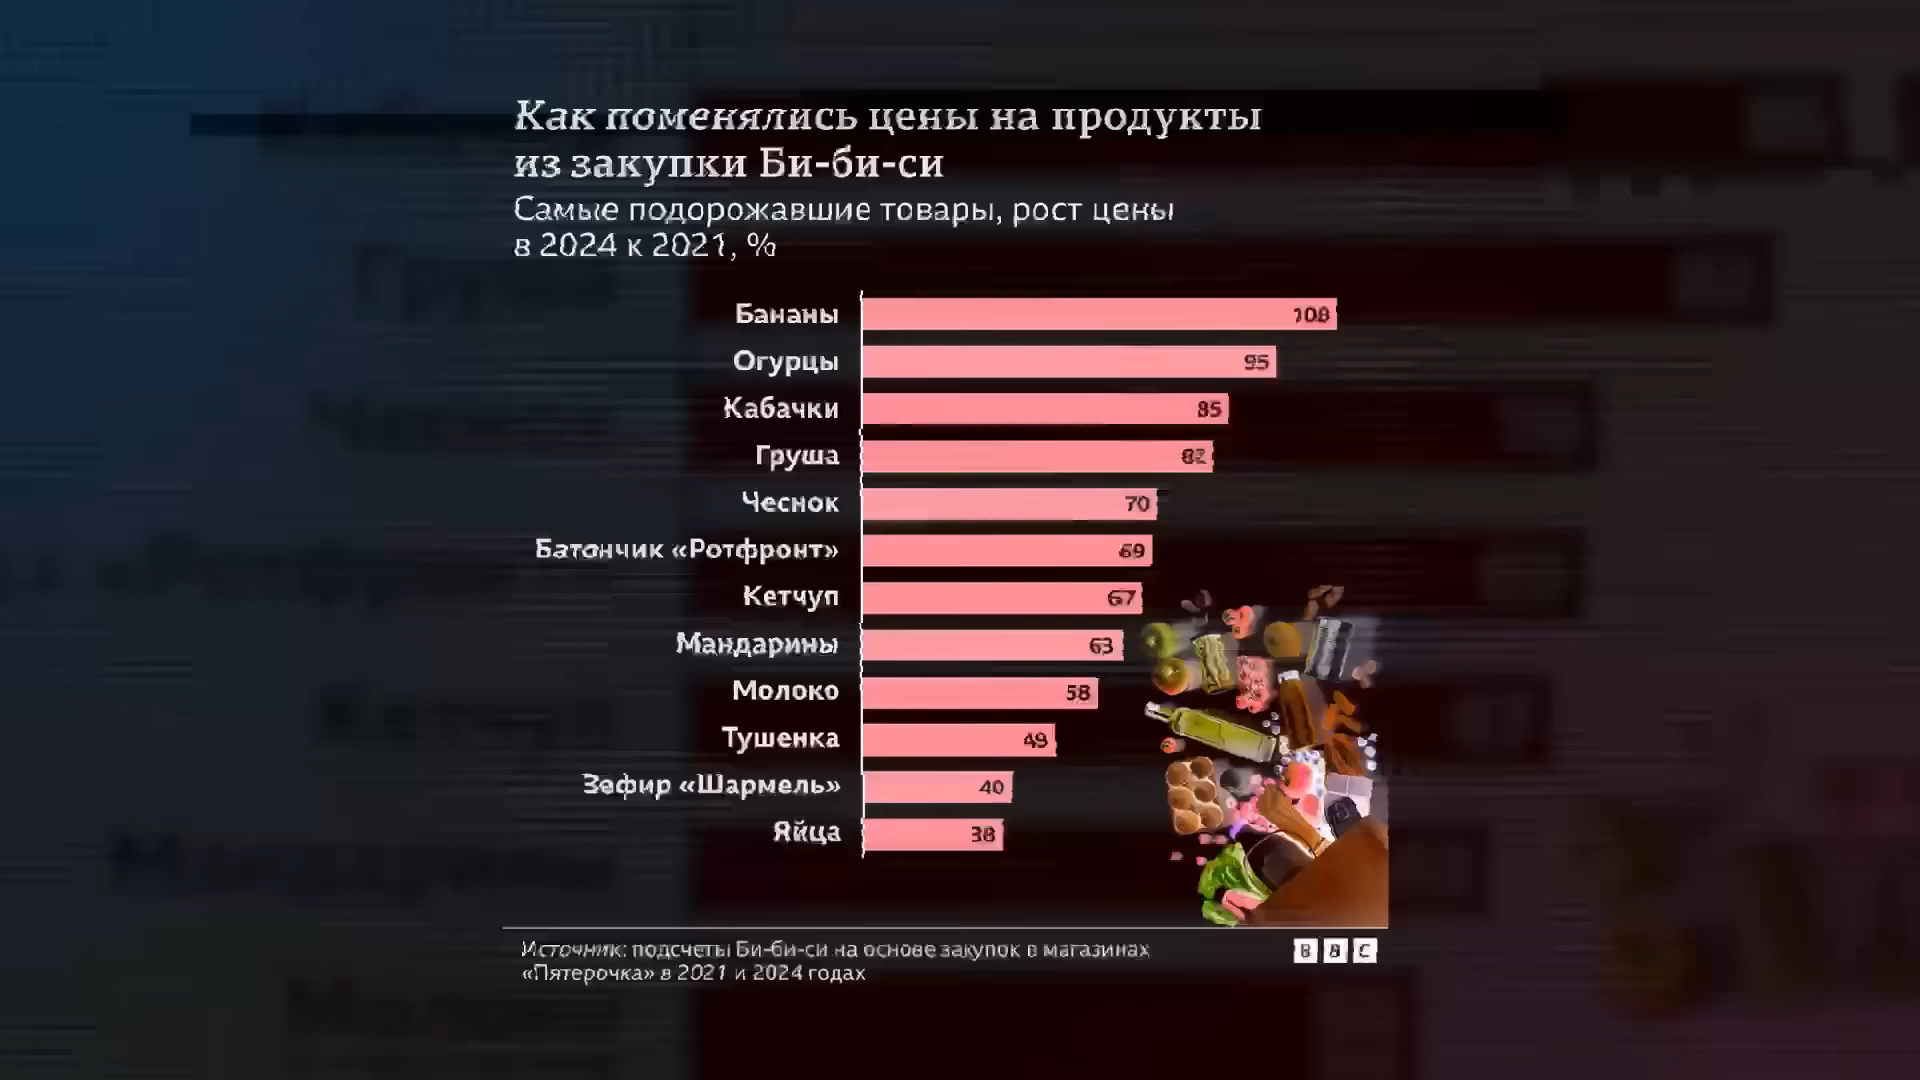 Как поменялись цены на продукты
из закупки Би-би-си
Самые подорожавшие товары, рост цены
в 2024 к 2021, %
Бананы 108
Огурцы 95
Кабачки 85
Груша 82
Чеснок 70
Батончик «Ротфронт» 69
Кетчуп 67
Мандарины 63
Молоко 58
Тушенка 49
Зефир «Шармель» 40
Яйца 38
Источник: подсчеты Би-би-си на основе закупок в магазинах
«Пятерочка» в 2021 и 2024 годах
BBC